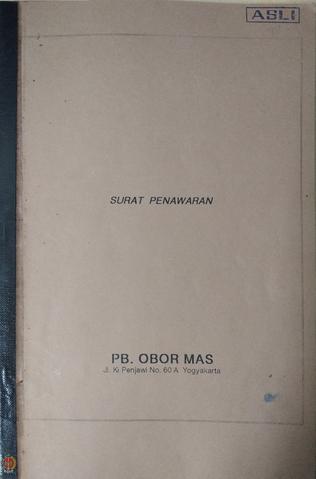 ASLI
SURAT PENAWARAN
PB. OBOR MAS
Jl. Ki Penjawi No. 60 A Yogyakarta